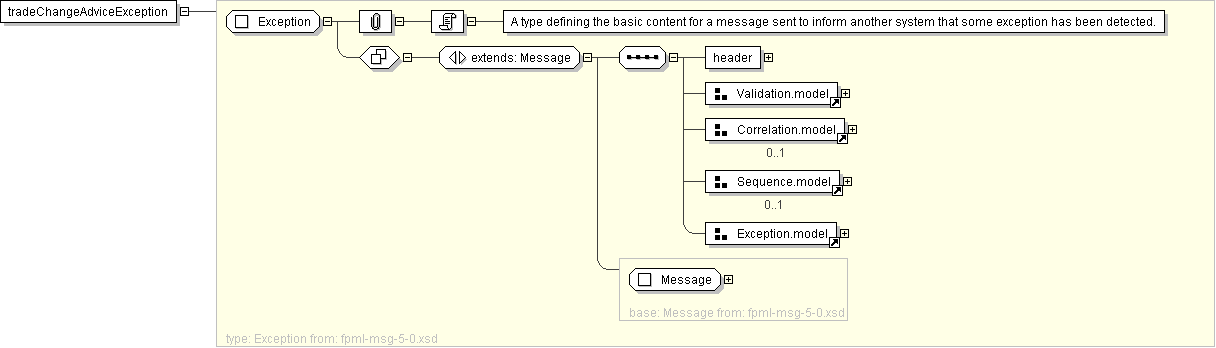 tradeChangeAdviceException
Exception
A type defining the basic content for a message sent to inform another system that some exception has been detected.
extends: Message
header
Validation.model
Correlation.model
0..1
Sequence.model
0..1
Exception.model
Message
base: Message from: fpml-msg-5-0.xsd
type: Exception from: fpml-msg-5-0.xsd